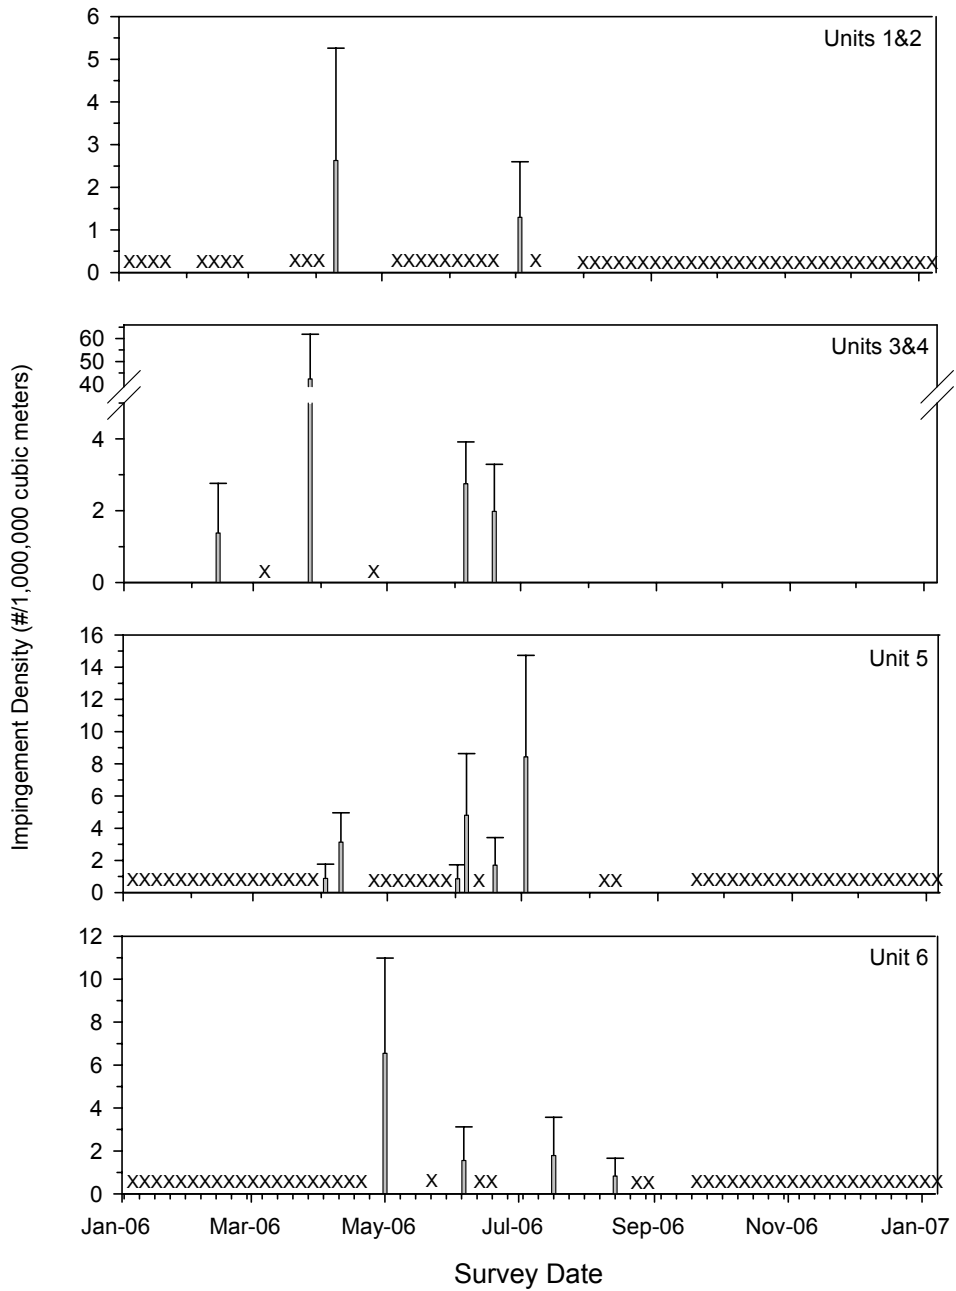 Impingement Density (#/1,000,000 cubic meters)
Units 1&2
6
5
4
3
2
1
0
XXXX XXXX XXX XXXXXXXXX X XXXXXXXXXXXXXXXXXXXXXXXXXXXXXX
Units 3&4
60
50
40
4
2
0
X X
Unit 5
16
14
12
10
8
6
4
2
0
XXXXXXXXXXXXXXXX XXXXXXX X XX XXXXXXXXXXXXXXXXXXXXX
Unit 6
12
10
8
6
4
2
0
XXXXXXXXXXXXXXXXXXXX X XX XX XXXXXXXXXXXXXXXXXXXXX
Jan-06 Mar-06 May-06 Jul-06 Sep-06 Nov-06 Jan-07
Survey Date